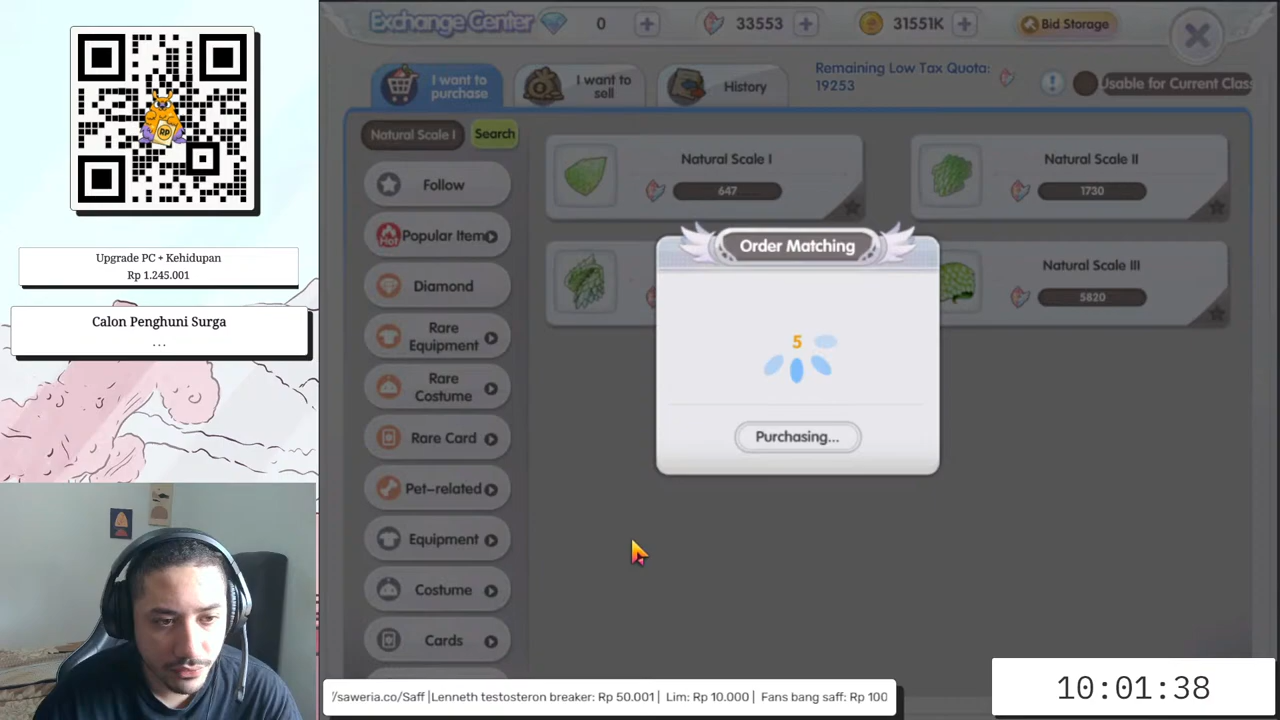 Exchange Center
0
33553
31551K
Bid Storage
I want to
purchase
I want to
sell
History
Remaining Low Tax Quota:
19253
Usable for Current Class
Natural Scale I
Search
Follow
Popular Item
Diamond
Rare
Equipment
Rare
Costume
Rare Card
Pet-related
Equipment
Costume
Cards
Natural Scale I
647
Natural Scale II
1730
Natural Scale III
5820
Order Matching
5
Purchasing...
Upgrade PC + Kehidupan
Rp 1.245.001
Calon Penghuni Surga
...
/saweria.co/Saff |Lenneth testosteron breaker: Rp 50.001 | Lim: Rp 10.000 | Fans bang saff: Rp 100
10:01:38